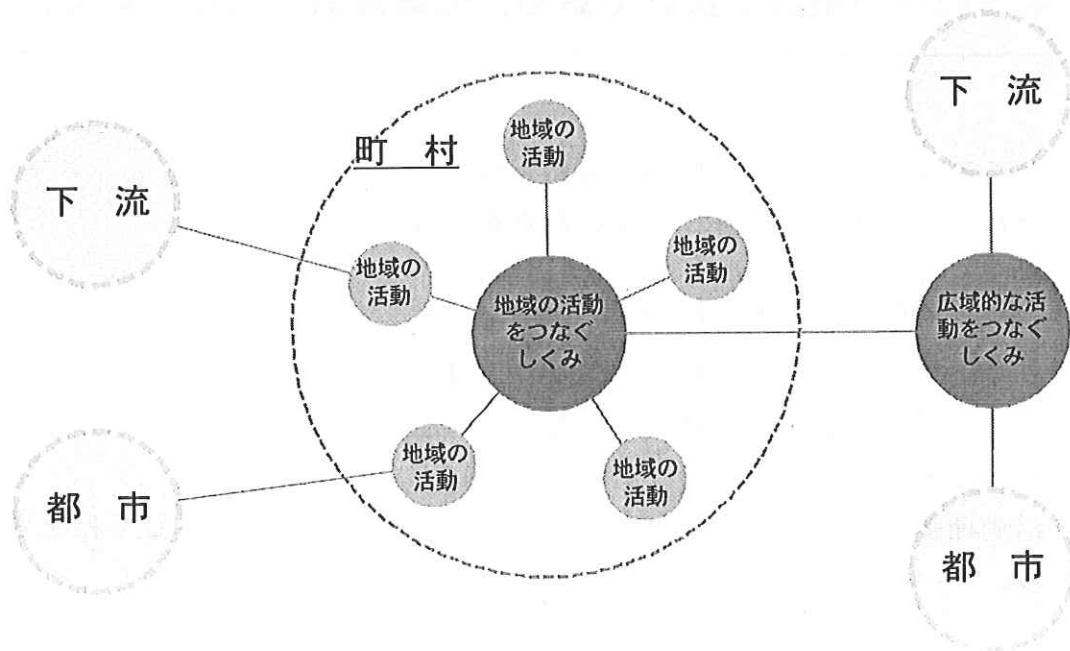 下 流
町 村
地域の
活動
下 流
地域の
活動
地域の
活動
地域の活動
をつなぐ
しくみ
広域的な活
動をつなぐ
しくみ
地域の
活動
地域の
活動
都 市
都 市